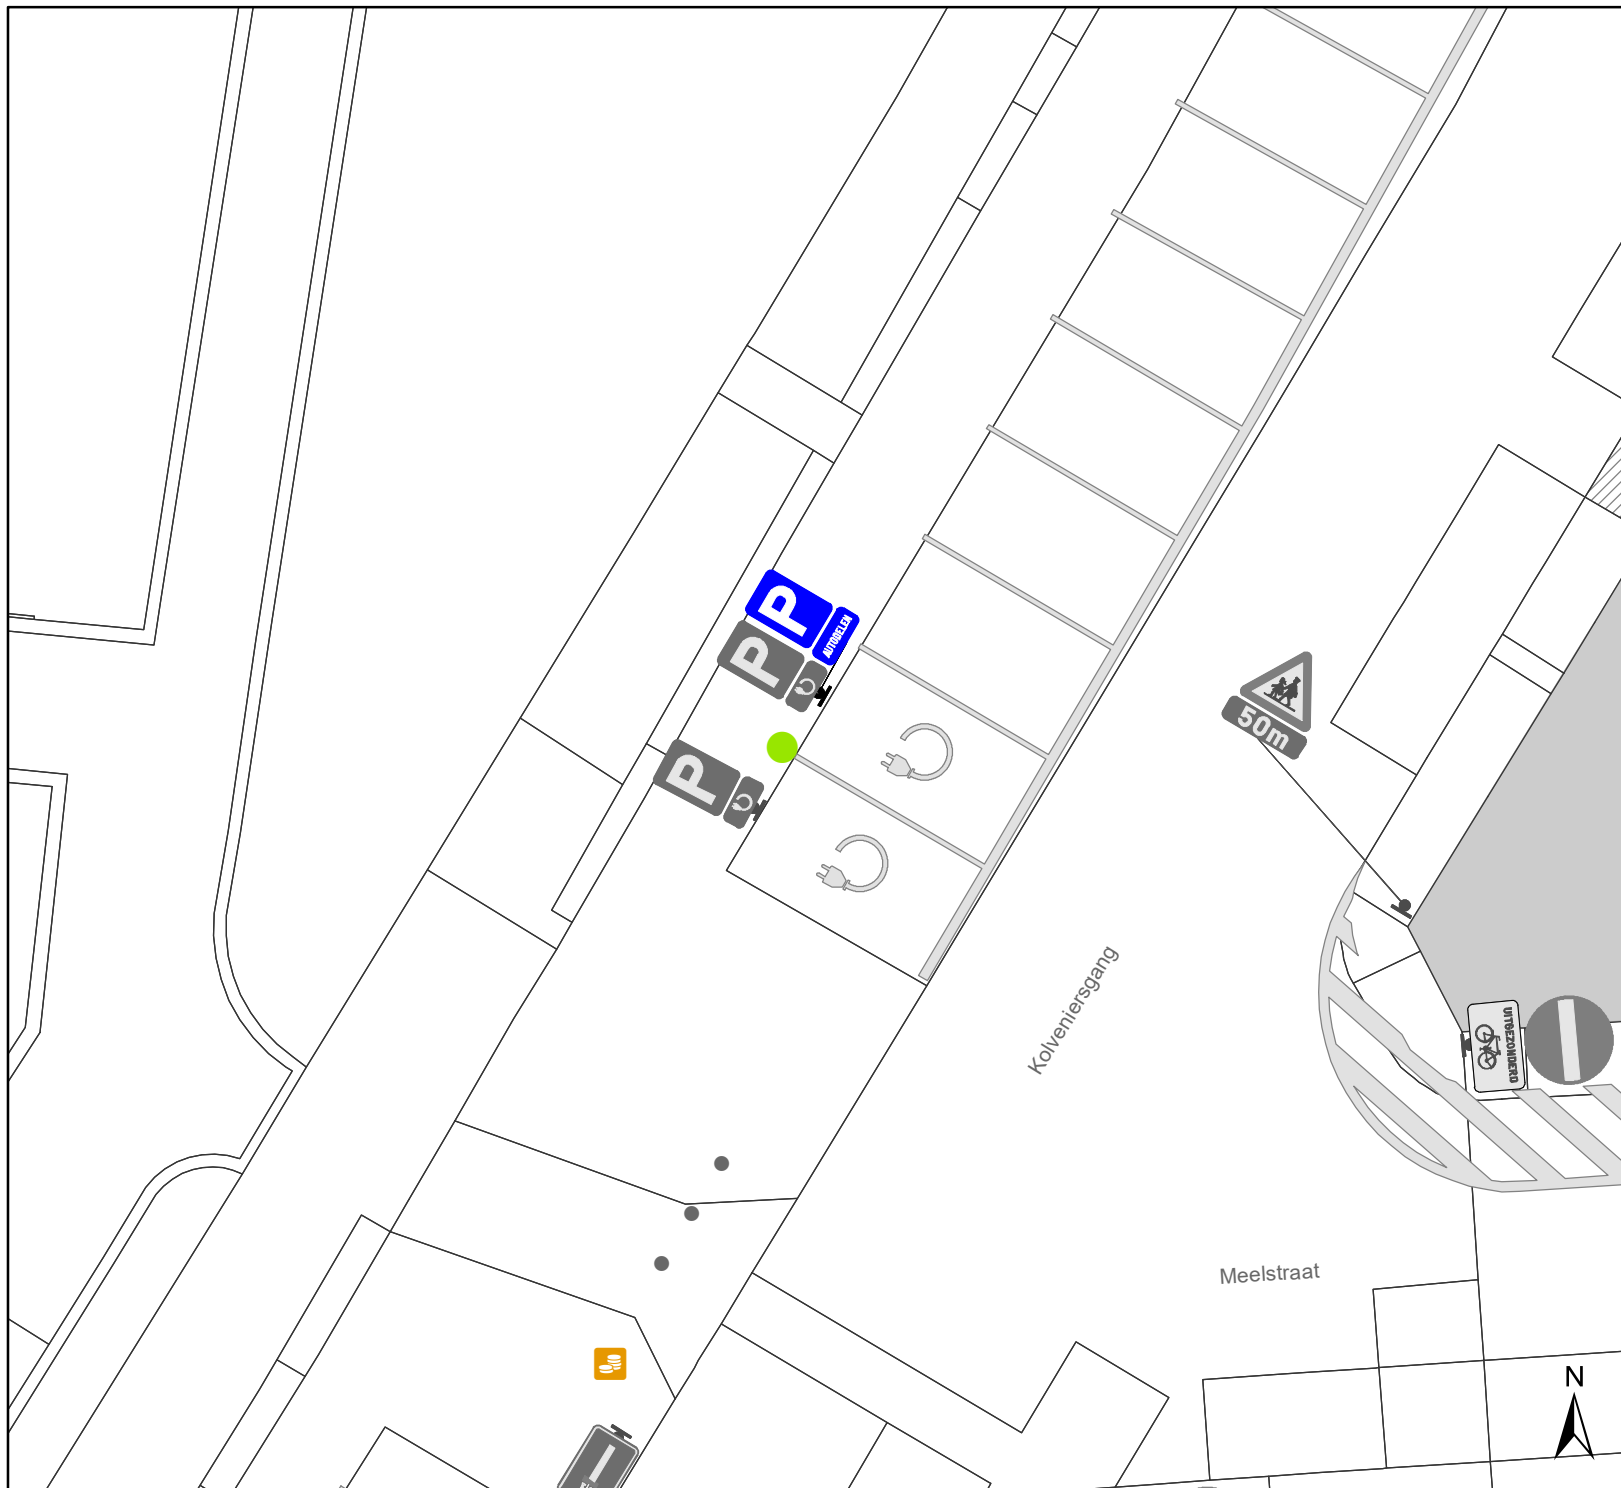 P
AUTODELEN
P
P
50m
Kolveniersgang
UITGEZONDERD
Meelstraat
N